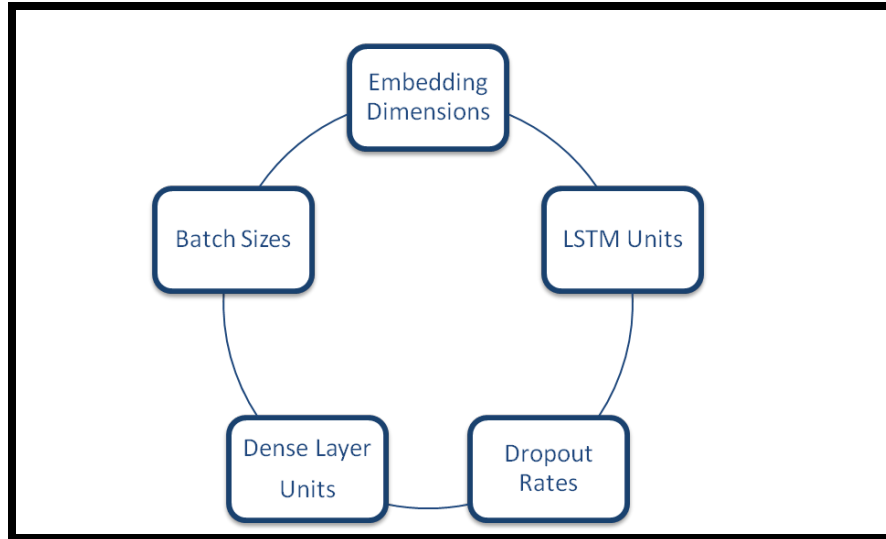 Embedding
Dimensions
Batch Sizes
LSTM Units
Dense Layer
Units
Dropout
Rates